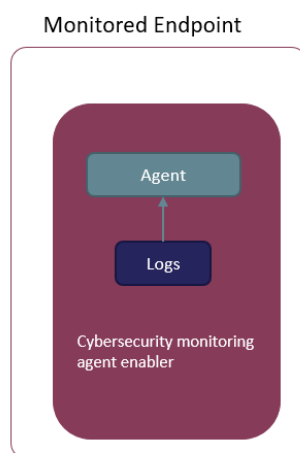 Monitored Endpoint
Agent
Logs
Cybersecurity monitoring
agent enabler